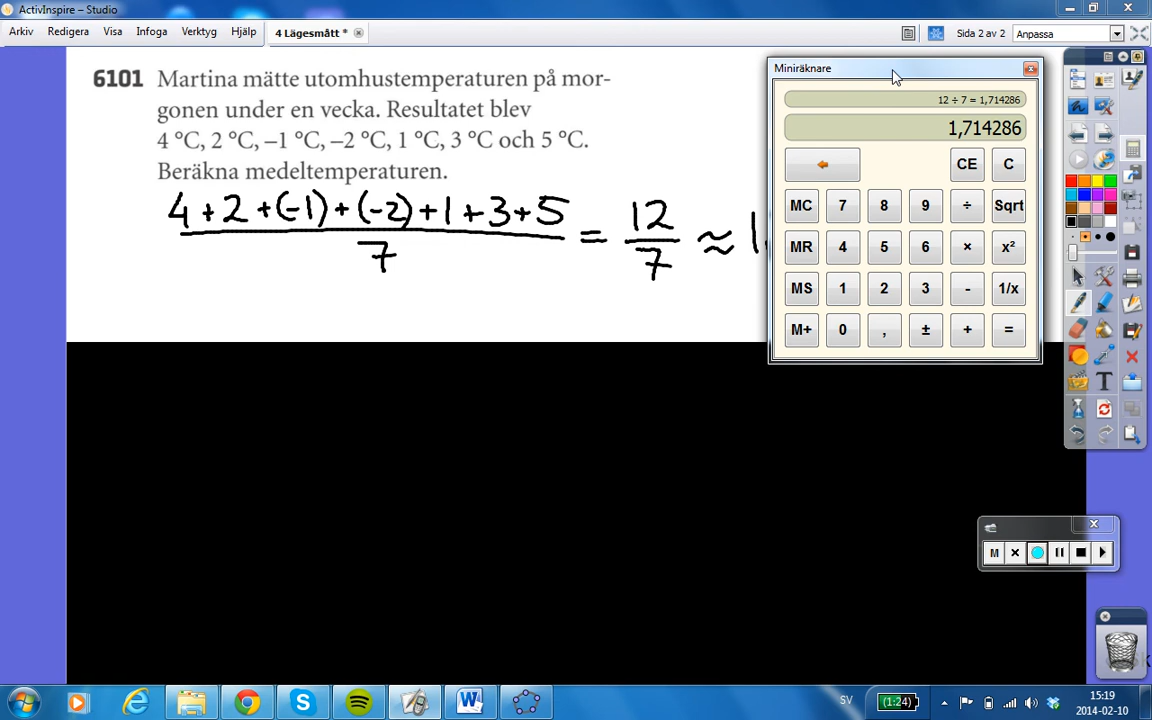 ActivInspire – Studio
Arkiv Redigera Visa Infoga Verktyg Hjälp 4 Lägesmått * Sida 2 av 2 Anpassa
6101 Martina mätte utomhustemperaturen på mor-
gonen under en vecka. Resultatet blev
4 °C, 2 °C, –1 °C, –2 °C, 1 °C, 3 °C och 5 °C.
Beräkna medeltemperaturen.
4 + 2 + (-1) + (-2) + 1 + 3 + 5
7
=
12
7
≈ 1
Miniräknare
12 ÷ 7 = 1,714286
1,714286
CE C
MC 7 8 9 ÷ Sqrt
MR 4 5 6 × x²
MS 1 2 3 - 1/x
M+ 0 , ± + =
T
M
SV (1:24) 15:19
2014-02-10